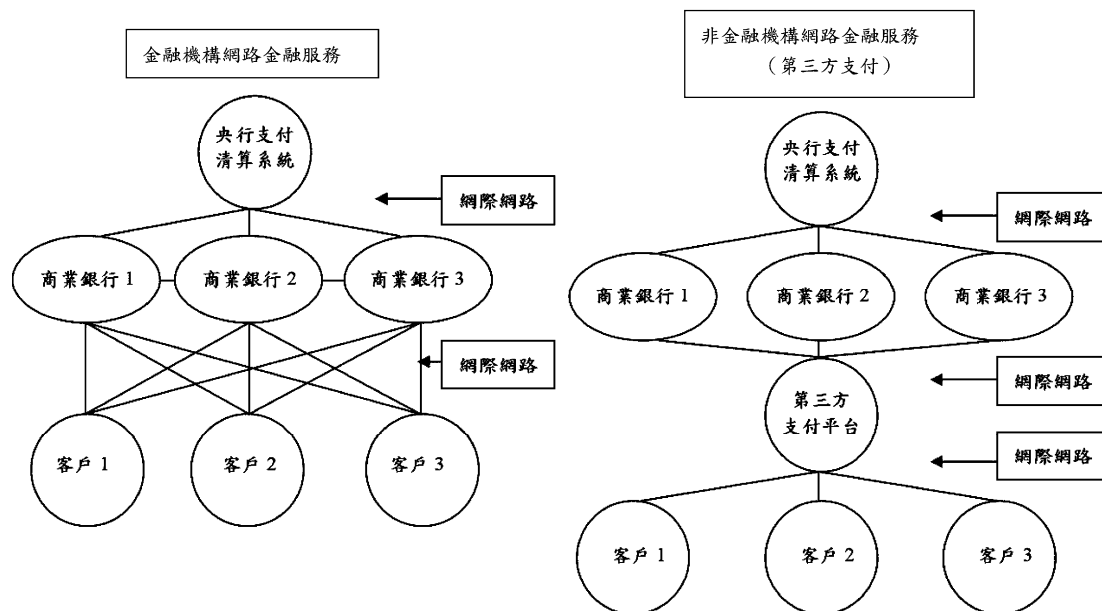 金融機構網路金融服務
央行支付
清算系統
網際網路
商業銀行 1
商業銀行 2
商業銀行 3
網際網路
客戶 1
客戶 2
客戶 3
非金融機構網路金融服務
（第三方支付）
央行支付
清算系統
網際網路
商業銀行 1
商業銀行 2
商業銀行 3
網際網路
第三方
支付平台
網際網路
客戶 1
客戶 2
客戶 3